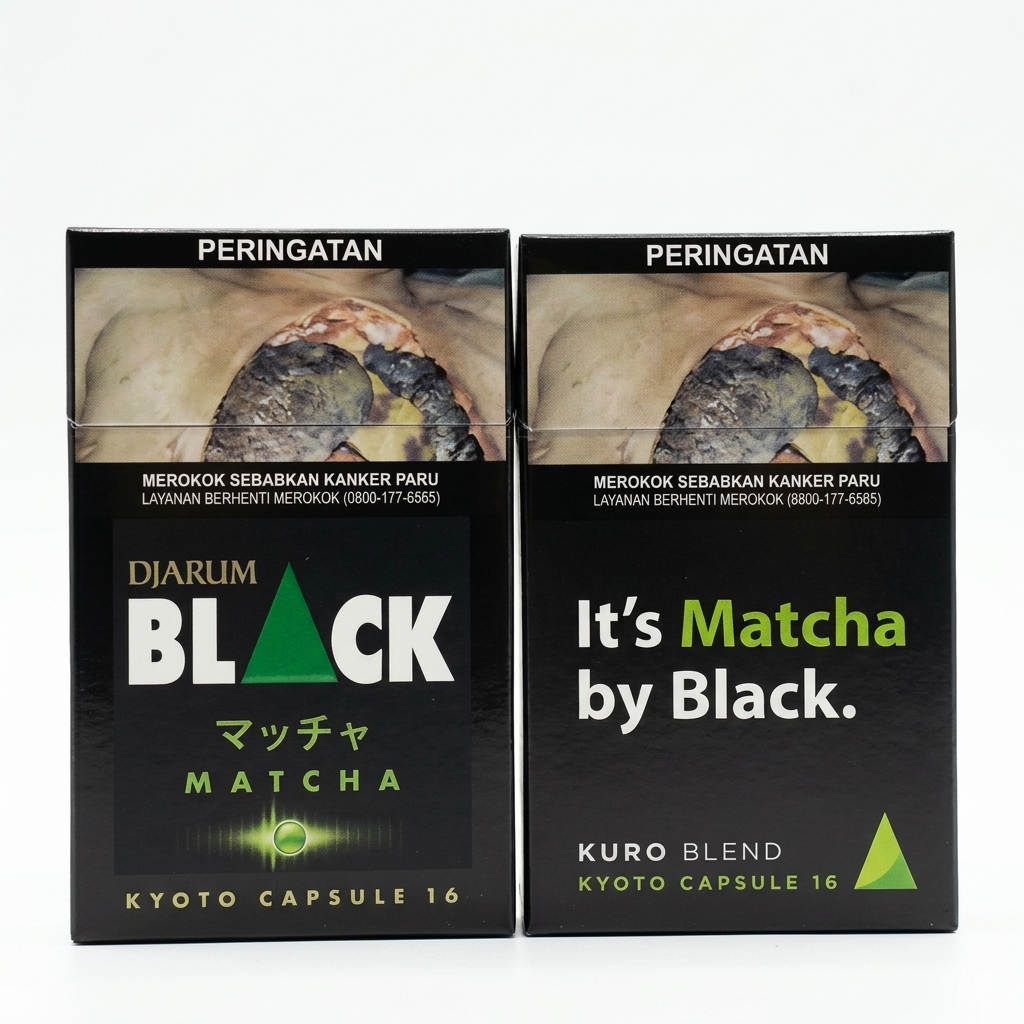 PERINGATAN
MEROKOK SEBABKAN KANKER PARU
LAYANAN BERHENTI MEROKOK (0800-177-6565)
DJARUM
BLACK
マッチャ
MATCHA
KYOTO CAPSULE 16
PERINGATAN
MEROKOK SEBABKAN KANKER PARU
LAYANAN BERHENTI MEROKOK (8800-177-6585)
It's Matcha
by Black.
KURO BLEND
KYOTO CAPSULE 16